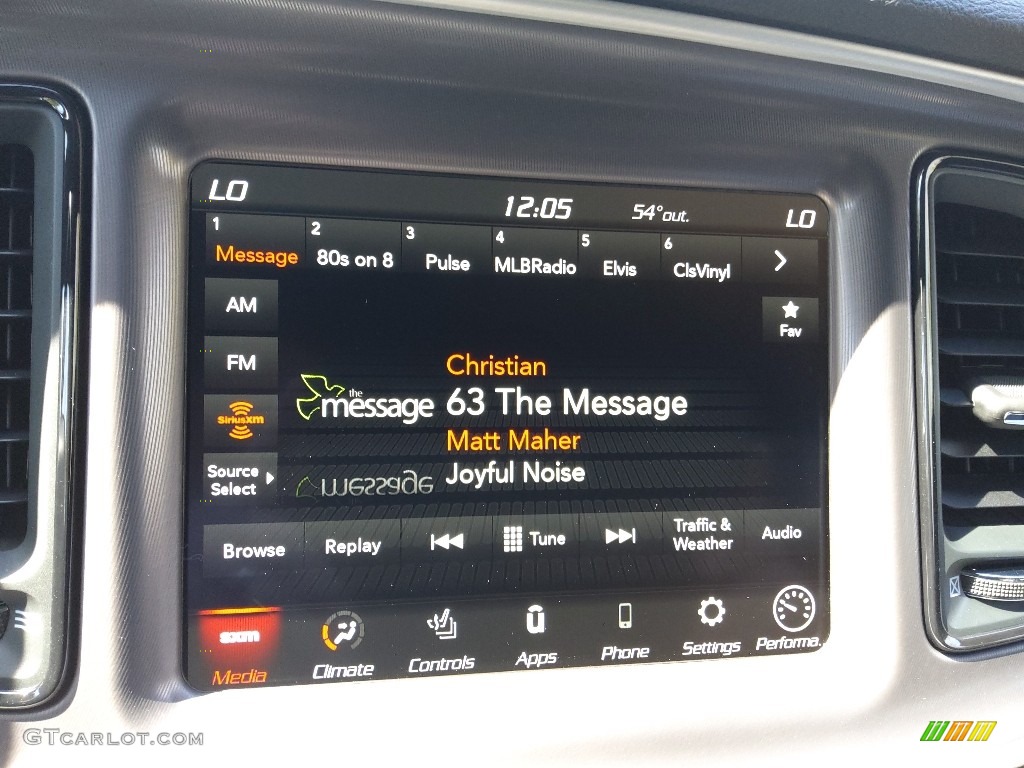 LO 12:05 54° out. LO
1 2 3 4 5 6
Message 80s on 8 Pulse MLBRadio Elvis ClsVinyl
AM
Fav
FM
Christian
the
message 63 The Message
SiriusXM
Matt Maher
Source
Select
message Joyful Noise
Browse Replay Tune Traffic &
Weather Audio
sxm
Media Climate Controls Apps Phone Settings Performa.
GTCARLOT.COM